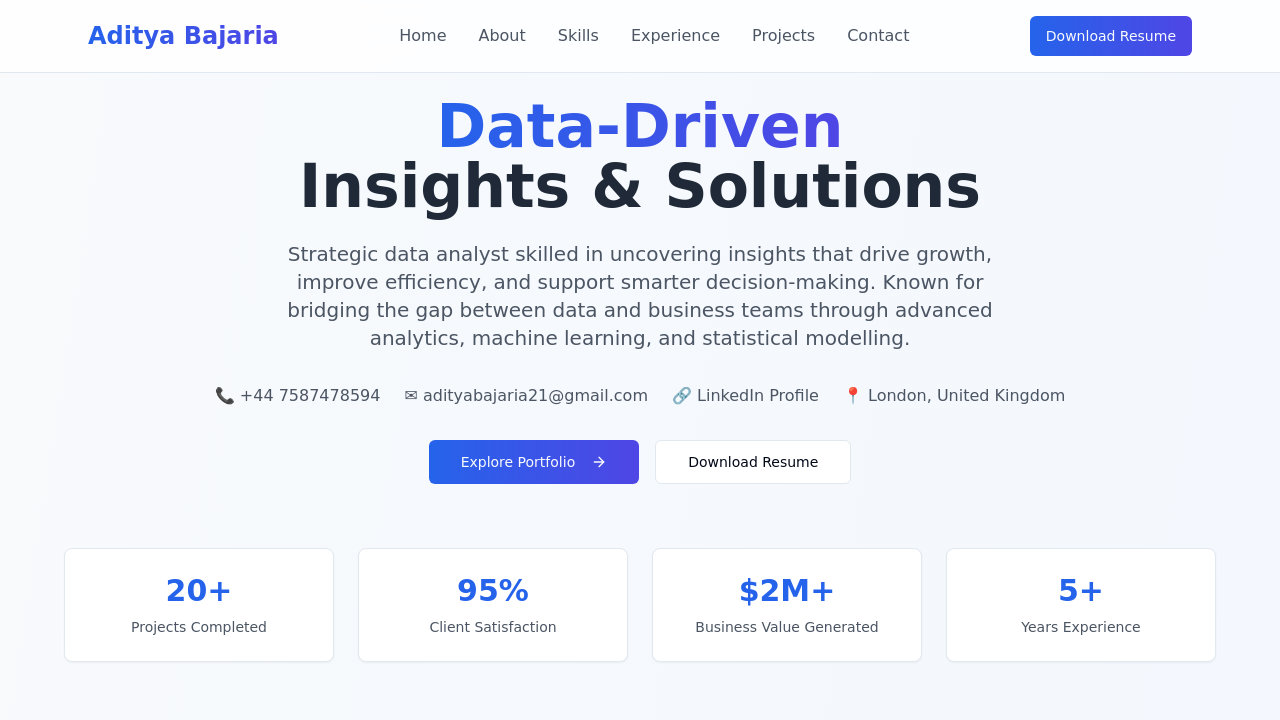 Aditya Bajaria
Home About Skills Experience Projects Contact
Download Resume
Data-Driven
Insights & Solutions
Strategic data analyst skilled in uncovering insights that drive growth,
improve efficiency, and support smarter decision-making. Known for
bridging the gap between data and business teams through advanced
analytics, machine learning, and statistical modelling.
📞 +44 7587478594 ✉ adityabajaria21@gmail.com 🔗 LinkedIn Profile 📍 London, United Kingdom
Explore Portfolio → Download Resume
20+
Projects Completed
95%
Client Satisfaction
$2M+
Business Value Generated
5+
Years Experience